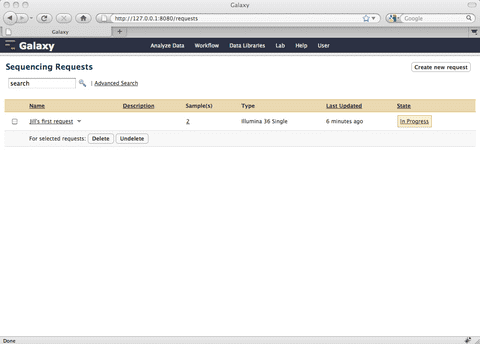 Galaxy
http://127.0.0.1:8080/requests
Google
Galaxy
Galaxy Analyze Data Workflow Data Libraries Lab Help User
Sequencing Requests
Create new request
search | Advanced Search
Name Description Sample(s) Type Last Updated State
Jill's first request 2 Illumina 36 Single 6 minutes ago In Progress
For selected requests: Delete Undelete
Done